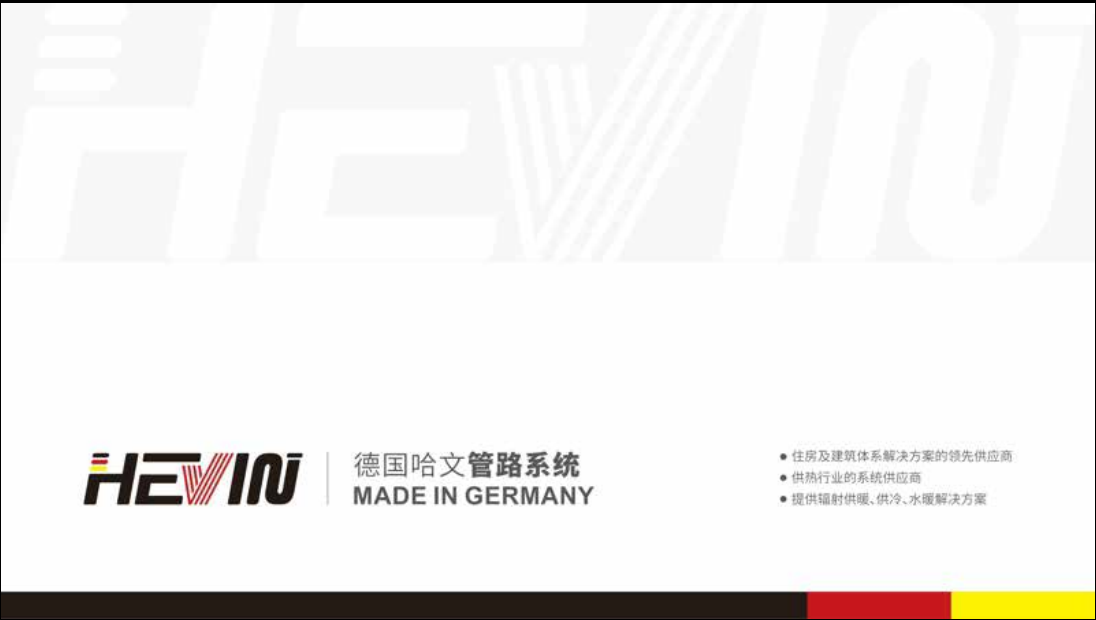 HEVIN
HEVIN
德国哈文管路系统
MADE IN GERMANY
● 住房及建筑体系解决方案的领先供应商
● 供热行业的系统供应商
● 提供辐射供暖、供冷、水暖解决方案